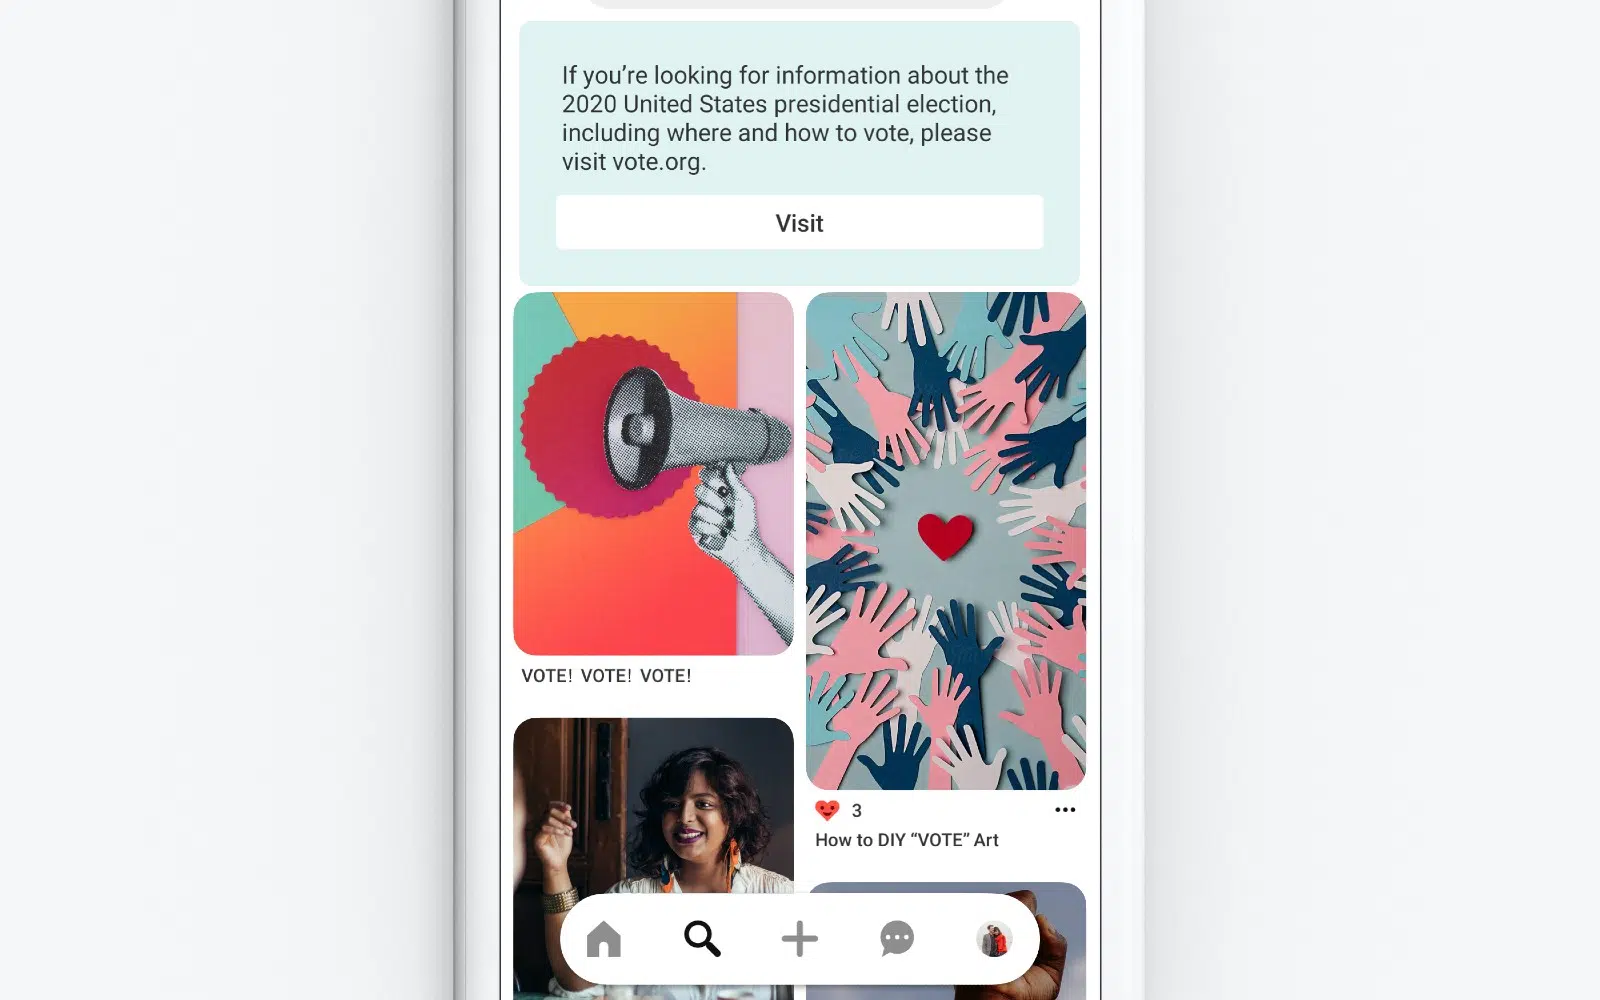 If you’re looking for information about the
2020 United States presidential election,
including where and how to vote, please
visit vote.org.
Visit
VOTE! VOTE! VOTE!
3
How to DIY “VOTE” Art